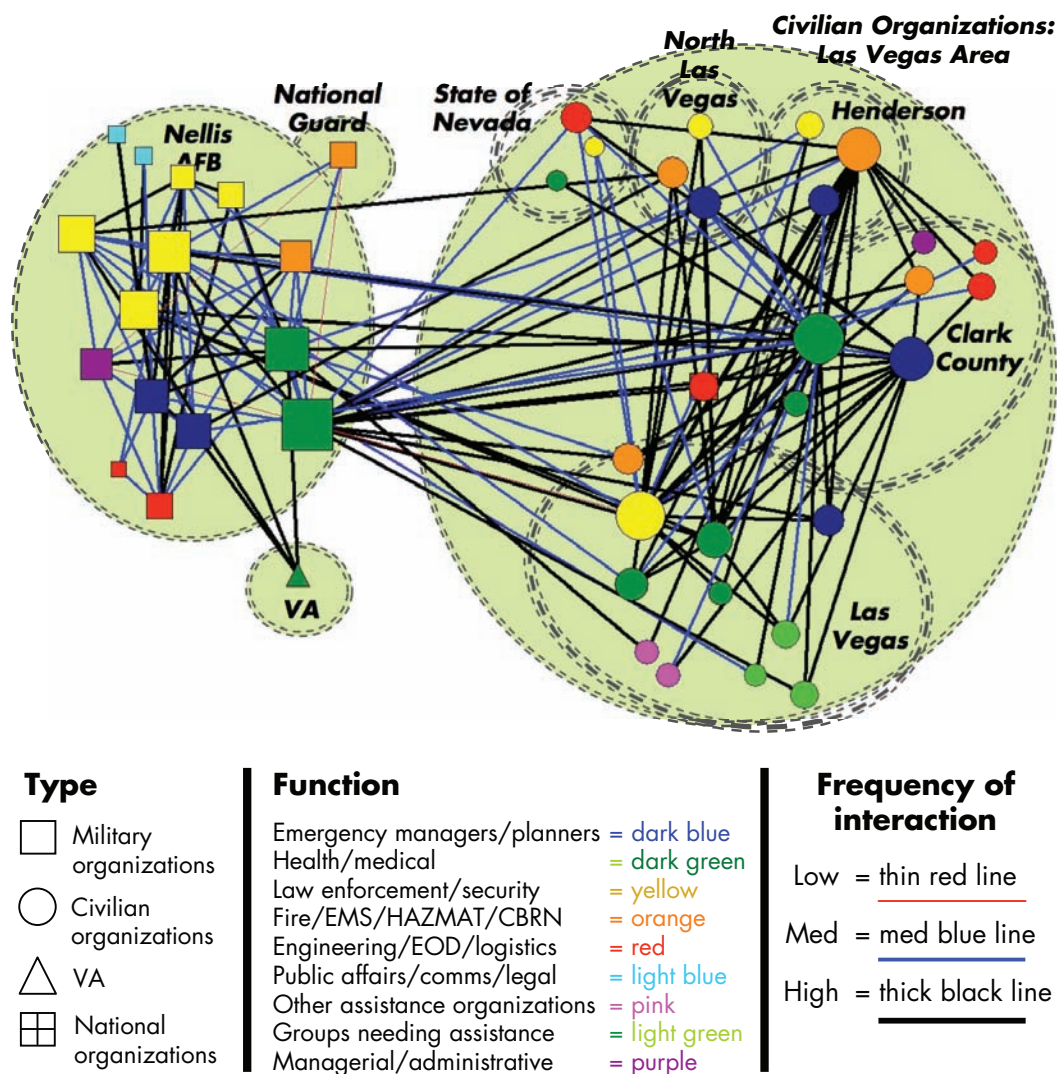 Civilian Organizations:
Las Vegas Area
North
Las
Vegas
National
Guard
State of
Nevada
Henderson
Nellis
AFB
Clark
County
VA
Las
Vegas
Type
Military
organizations
Civilian
organizations
VA
National
organizations
Function
Emergency managers/planners = dark blue
Health/medical = dark green
Law enforcement/security = yellow
Fire/EMS/HAZMAT/CBRN = orange
Engineering/EOD/logistics = red
Public affairs/comms/legal = light blue
Other assistance organizations = pink
Groups needing assistance = light green
Managerial/administrative = purple
Frequency of
interaction
Low = thin red line
Med = med blue line
High = thick black line